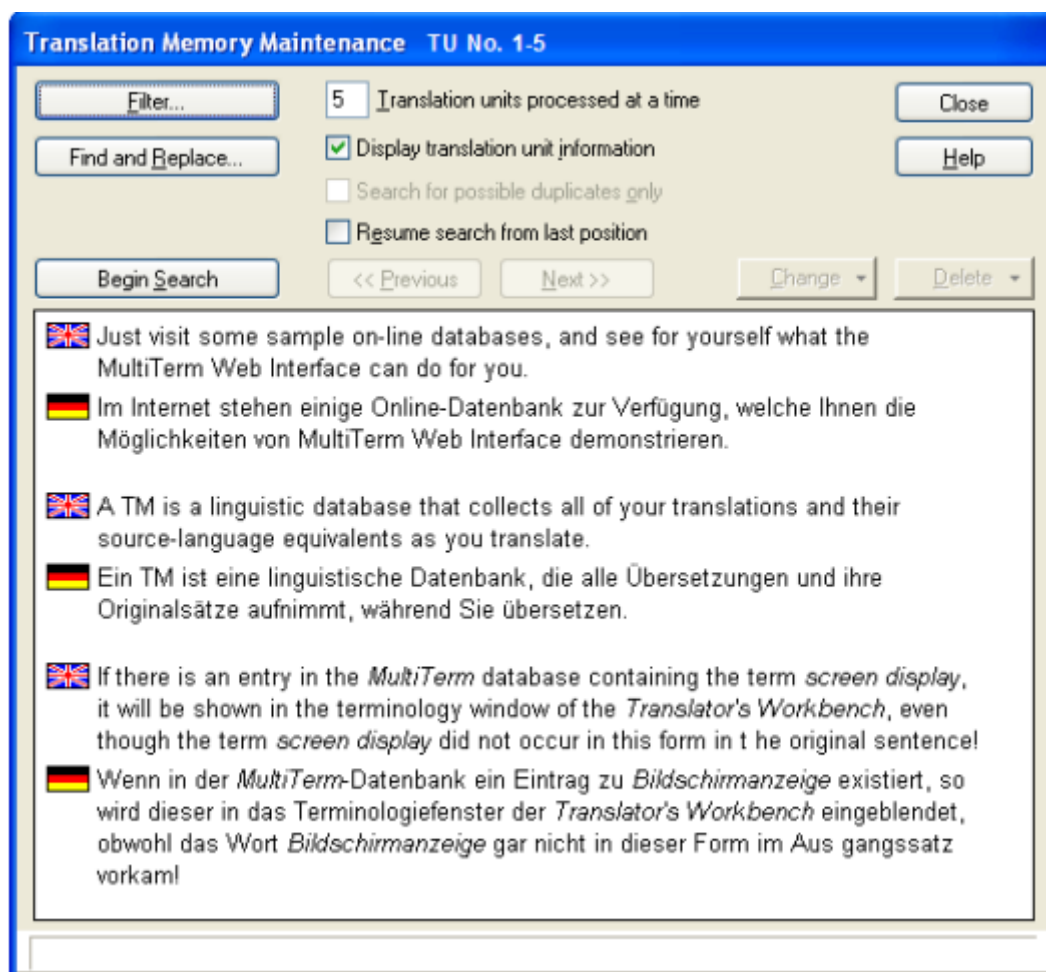 Translation Memory Maintenance TU No. 1-5
Filter... 5 Translation units processed at a time Close
Find and Replace... Display translation unit information Help
Search for possible duplicates only
Resume search from last position
Begin Search << Previous Next >> Change Delete
Just visit some sample on-line databases, and see for yourself what the
MultiTerm Web Interface can do for you.
Im Internet stehen einige Online-Datenbank zur Verfügung, welche Ihnen die
Möglichkeiten von MultiTerm Web Interface demonstrieren.
A TM is a linguistic database that collects all of your translations and their
source-language equivalents as you translate.
Ein TM ist eine linguistische Datenbank, die alle Übersetzungen und ihre
Originalsätze aufnimmt, während Sie übersetzen.
If there is an entry in the MultiTerm database containing the term screen display,
it will be shown in the terminology window of the Translator's Workbench, even
though the term screen display did not occur in this form in t he original sentence!
Wenn in der MultiTerm-Datenbank ein Eintrag zu Bildschirmanzeige existiert, so
wird dieser in das Terminologiefenster der Translator's Workbench eingeblendet,
obwohl das Wort Bildschirmanzeige gar nicht in dieser Form im Aus gangssatz
vorkam!